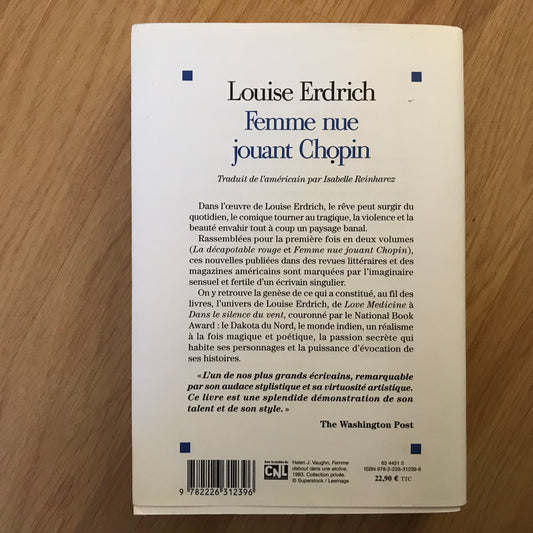 Louise Erdrich
Femme nue
jouant Chopin
Traduit de l'américain par Isabelle Reinharez
Dans l'œuvre de Louise Erdrich, le rêve peut surgir du
quotidien, le comique tourner au tragique, la violence et la
beauté envahir tout à coup un paysage banal.
Rassemblées pour la première fois en deux volumes
(La décapotable rouge et Femme nue jouant Chopin),
ces nouvelles publiées dans des revues littéraires et des
magazines américains sont marquées par l'imaginaire
sensuel et fertile d'un écrivain singulier.
On y retrouve la genèse de ce qui a constitué, au fil des
livres, l'univers de Louise Erdrich, de Love Medicine à
Dans le silence du vent, couronné par le National Book
Award : le Dakota du Nord, le monde indien, un réalisme
à la fois magique et poétique, la passion secrète qui
habite ses personnages et la puissance d'évocation de
ses histoires.
« L'un de nos plus grands écrivains, remarquable
par son audace stylistique et sa virtuosité artistique.
Ce livre est une splendide démonstration de son
talent et de son style. »
The Washington Post
9 782226 312396
Avec le soutien du
CNL
Helen J. Vaughn, Femme
debout dans une alcôve,
1993. Collection privée.
© Superstock / Leemage
63 4451 5
ISBN 978-2-226-31239-6
22,90 € TTC